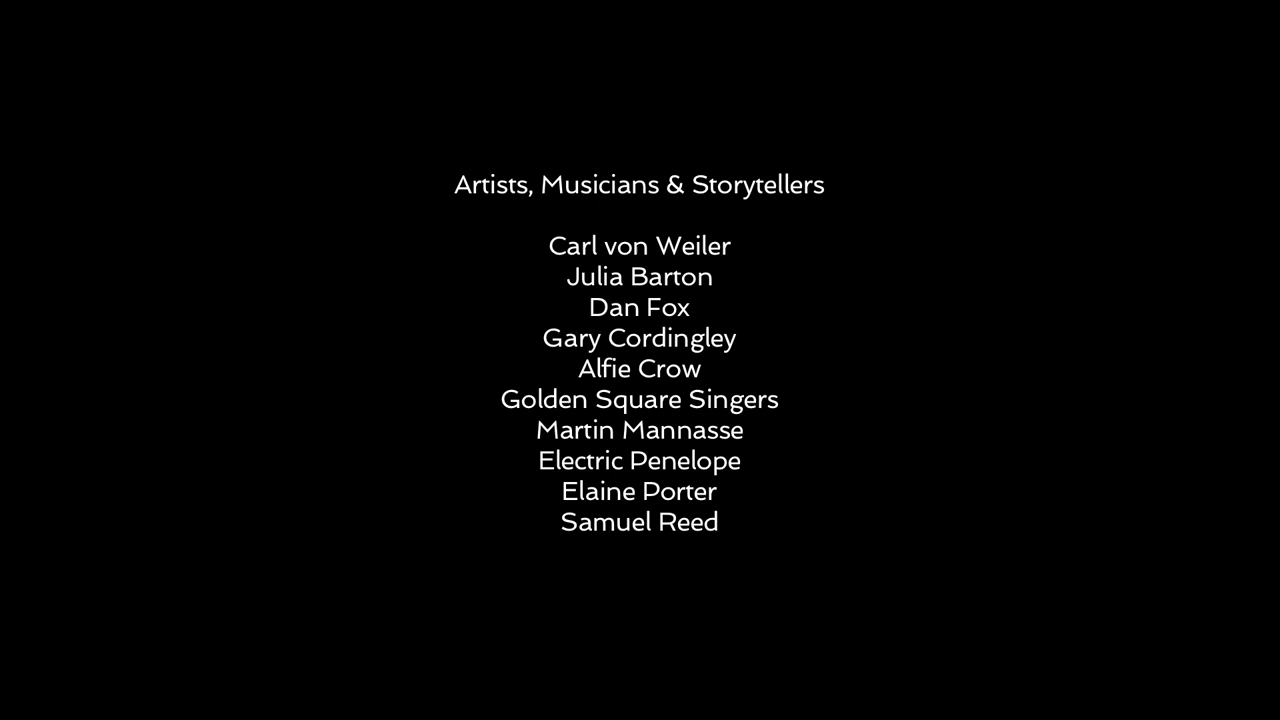 Artists, Musicians & Storytellers
Carl von Weiler
Julia Barton
Dan Fox
Gary Cordingley
Alfie Crow
Golden Square Singers
Martin Mannasse
Electric Penelope
Elaine Porter
Samuel Reed